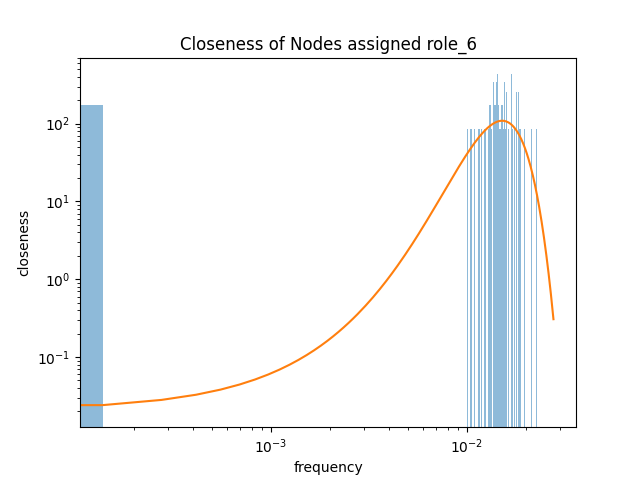 Closeness of Nodes assigned role_6
closeness
10²
10¹
10⁰
10⁻¹
10⁻³
10⁻²
frequency